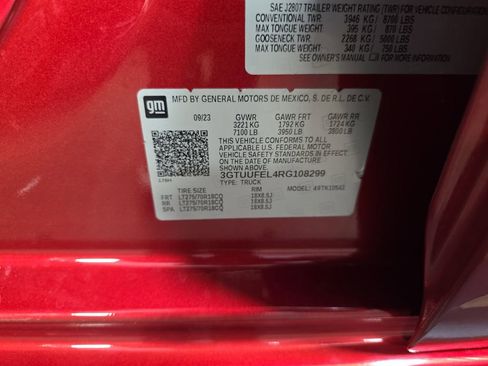 SAE J2807 TRAILER WEIGHT RATING (TWR) FOR VEHICLE CONFIGURATION
CONVENTIONAL TWR 3946 KG / 8700 LBS
MAX TONGUE WEIGHT 395 KG / 870 LBS
GOOSENECK TWR 2268 KG / 5000 LBS
MAX TONGUE WEIGHT 340 KG / 750 LBS
SEE OWNER'S MANUAL FOR MORE INFORMATION
gm
MFD BY GENERAL MOTORS DE MEXICO, S. DE R.L. DE C.V.
09/23 GVWR GAWR FRT GAWR RR
3221 KG 1792 KG 1724 KG
7100 LB 3950 LB 3800 LB
THIS VEHICLE CONFORMS TO ALL
APPLICABLE U.S. FEDERAL MOTOR
VEHICLE SAFETY STANDARDS IN EFFECT
ON THE DATE OF MANUFACTURE
3GTUUFEL4RG108299
TYPE: TRUCK
TIRE SIZE RIM MODEL: 4STK10543
FRT LT275/70R18CQ 18X8.5J
RR LT275/70R18CQ 18X8.5J
SPA LT275/70R18CQ 18X8.5J